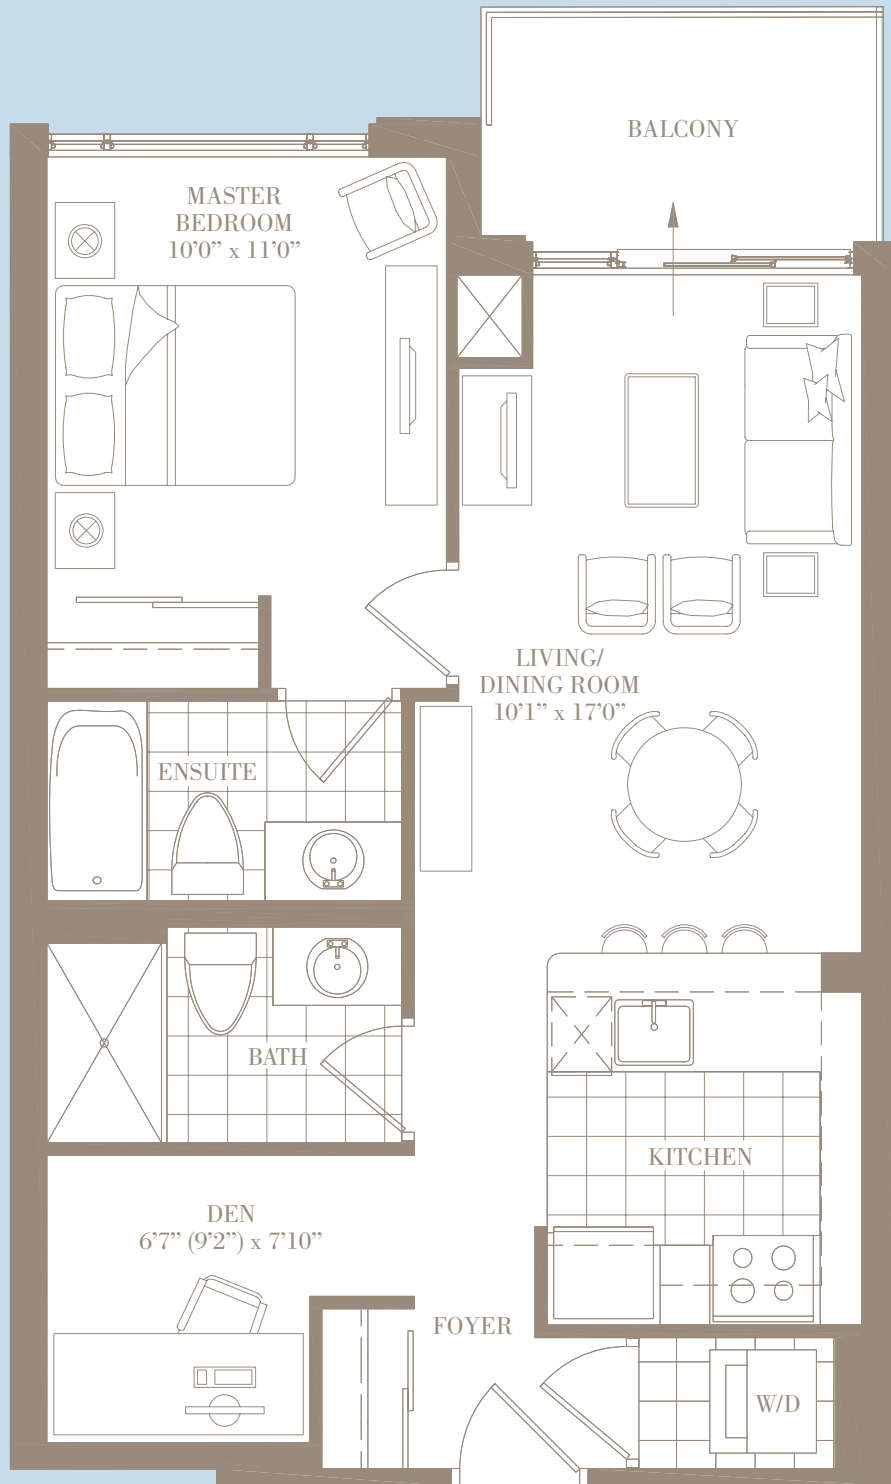 BALCONY
MASTER
BEDROOM
10'0" x 11'0"
LIVING/
DINING ROOM
10'1" x 17'0"
ENSUITE
BATH
KITCHEN
DEN
6'7" (9'2") x 7'10"
FOYER
W/D